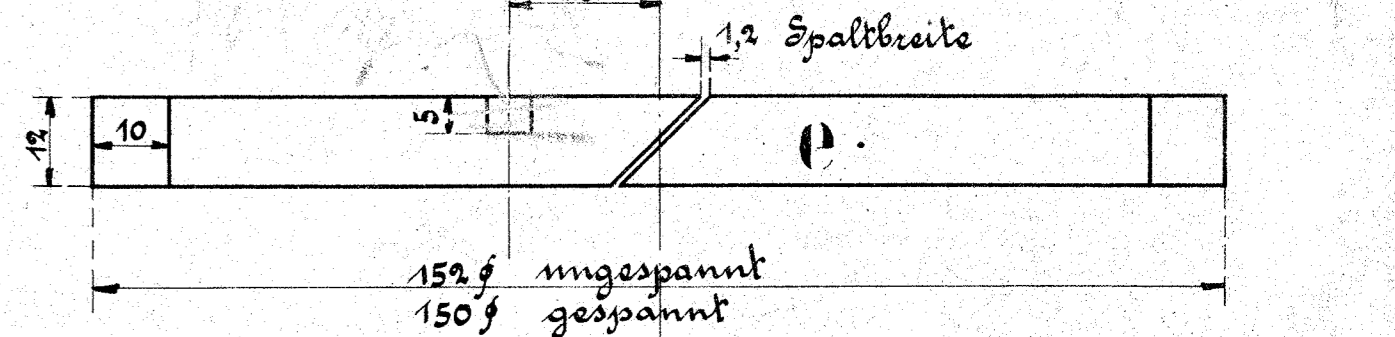 1,2 Spaltbreite
12
10
5
e.
152 ϕ ungespannt
150 ϕ gespannt